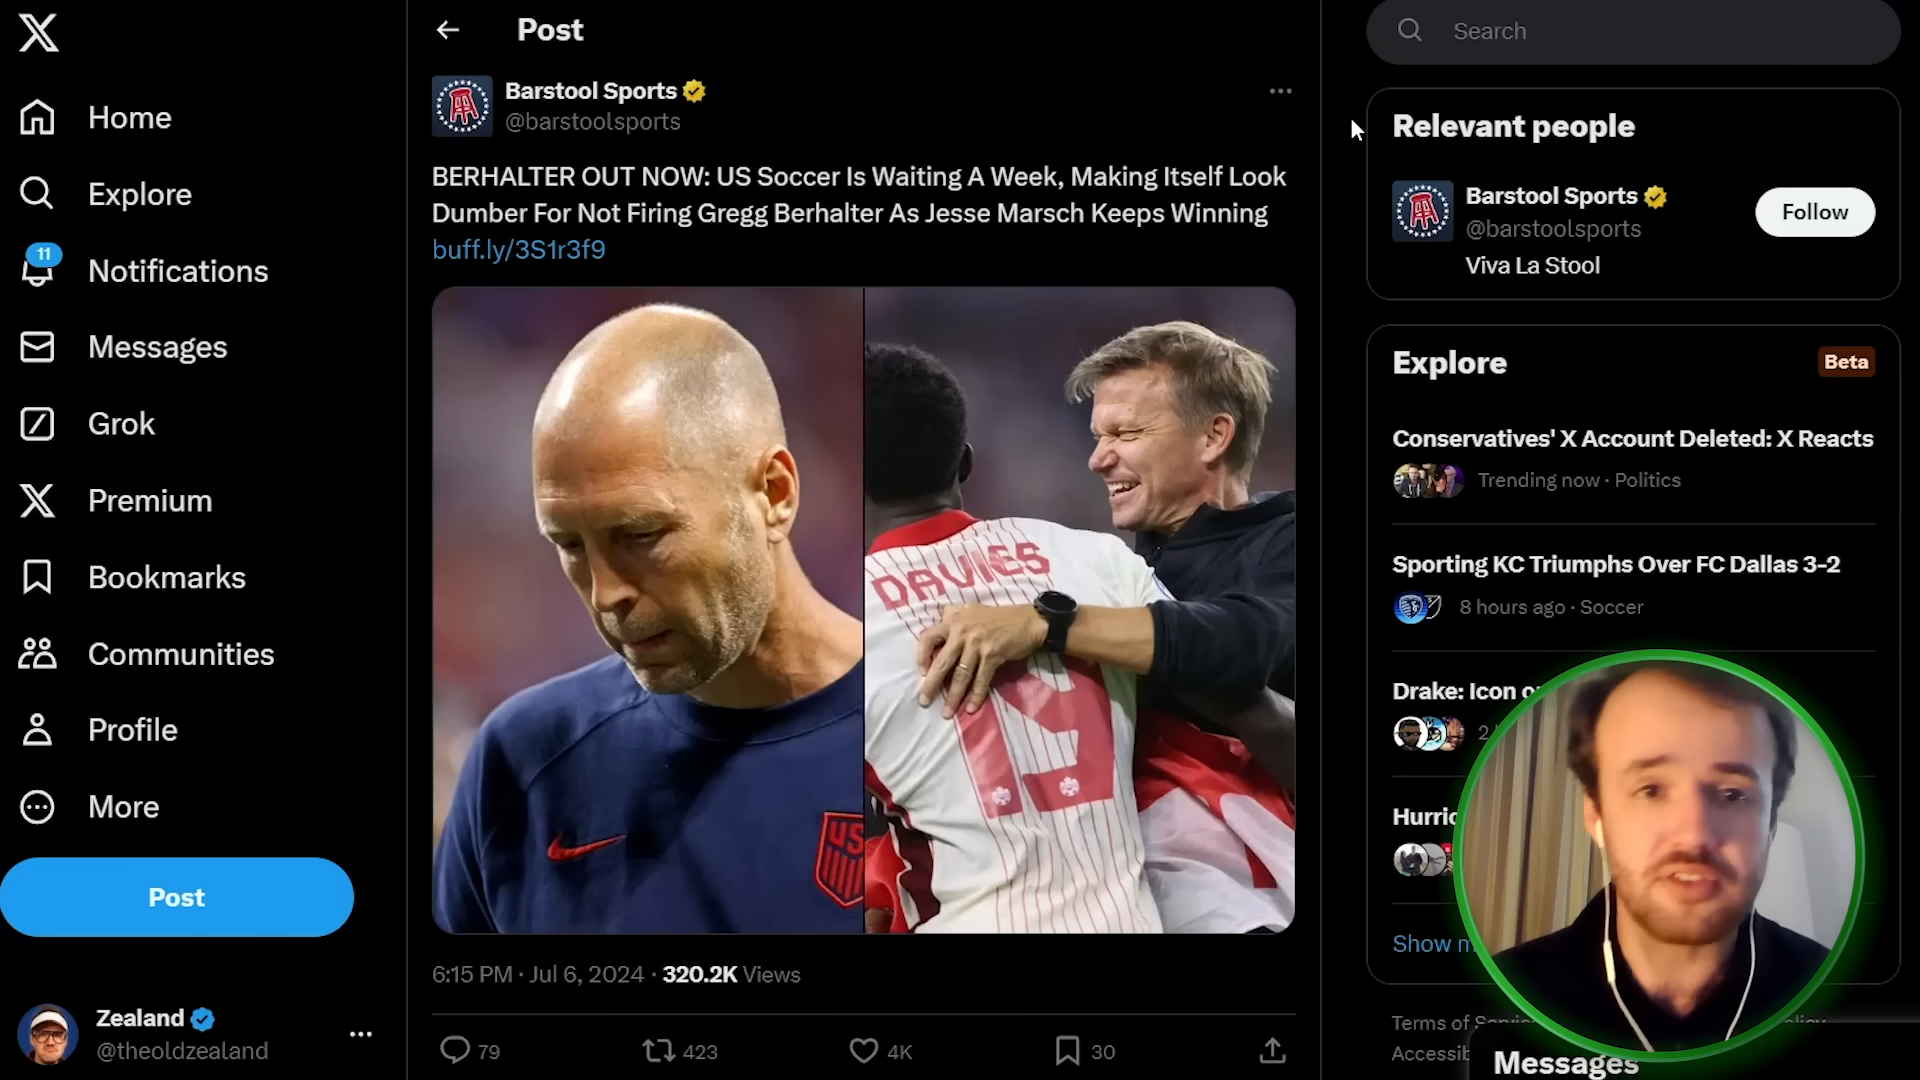 Home
Explore
11
Notifications
Messages
Grok
Premium
Bookmarks
Communities
Profile
More
Post
Zealand
@theoldzealand
Post
Barstool Sports
@barstoolsports
BERHALTER OUT NOW: US Soccer Is Waiting A Week, Making Itself Look
Dumber For Not Firing Gregg Berhalter As Jesse Marsch Keeps Winning
buff.ly/3S1r3f9
US
DAVIES
19
6:15 PM · Jul 6, 2024 · 320.2K Views
79
423
4K
30
Search
Relevant people
Barstool Sports
@barstoolsports
Follow
Viva La Stool
Explore
Beta
Conservatives' X Account Deleted: X Reacts
Trending now · Politics
Sporting KC Triumphs Over FC Dallas 3-2
8 hours ago · Soccer
Drake: Icon
2
Show
Terms of
Messages